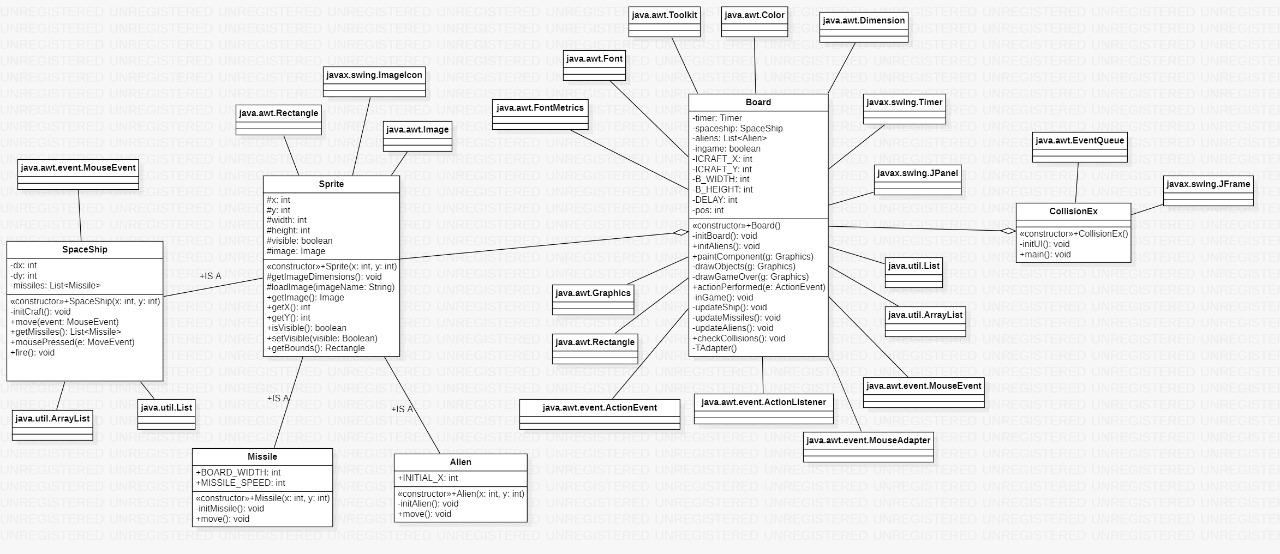 java.awt.Toolkit
java.awt.Color
java.awt.Dimension
java.awt.Font
javax.swing.ImageIcon
java.awt.Rectangle
java.awt.Image
java.awt.FontMetrics
javax.swing.Timer
java.awt.EventQueue
java.awt.event.MouseEvent
javax.swing.JPanel
javax.swing.JFrame
SpaceShip
-dx: int
-dy: int
-missiles: List<Missile>
«constructor»+SpaceShip(x: int, y: int)
-initCraft(): void
+move(event: MouseEvent)
+getMissiles(): List<Missile>
+mousePressed(e: MoveEvent)
+fire(): void
java.util.ArrayList
java.util.List
+IS A
Sprite
#x: int
#y: int
#width: int
#height: int
#visible: boolean
#image: Image
«constructor»+Sprite(x: int, y: int)
#getImageDimensions(): void
#loadImage(imageName: String)
+getImage(): Image
+getX(): int
+getY(): int
+isVisible(): boolean
+setVisible(visible: Boolean)
+getBounds(): Rectangle
+IS A
+IS A
Missile
+BOARD_WIDTH: int
+MISSILE_SPEED: int
«constructor»+Missile(x: int, y: int)
-initMissile(): void
+move(): void
Alien
+INITIAL_X: int
«constructor»+Alien(x: int, y: int)
-initAlien(): void
+move(): void
Board
-timer: Timer
-spaceship: SpaceShip
-aliens: List<Alien>
-ingame: boolean
-ICRAFT_X: int
-ICRAFT_Y: int
-B_WIDTH: int
-B_HEIGHT: int
-DELAY: int
-pos: int
«constructor»+Board()
-initBoard(): void
+initAliens(): void
+paintComponent(g: Graphics)
-drawObjects(g: Graphics)
-drawGameOver(g: Graphics)
+actionPerformed(e: ActionEvent)
-inGame(): void
-updateShip(): void
-updateMissiles(): void
-updateAliens(): void
+checkCollisions(): void
-TAdapter()
CollisionEx
«constructor»+CollisionEx()
-initUI(): void
+main(): void
java.util.List
java.awt.Graphics
java.util.ArrayList
java.awt.Rectangle
java.awt.event.MouseEvent
java.awt.event.ActionEvent
java.awt.event.ActionListener
java.awt.event.MouseAdapter
UNREGISTERED